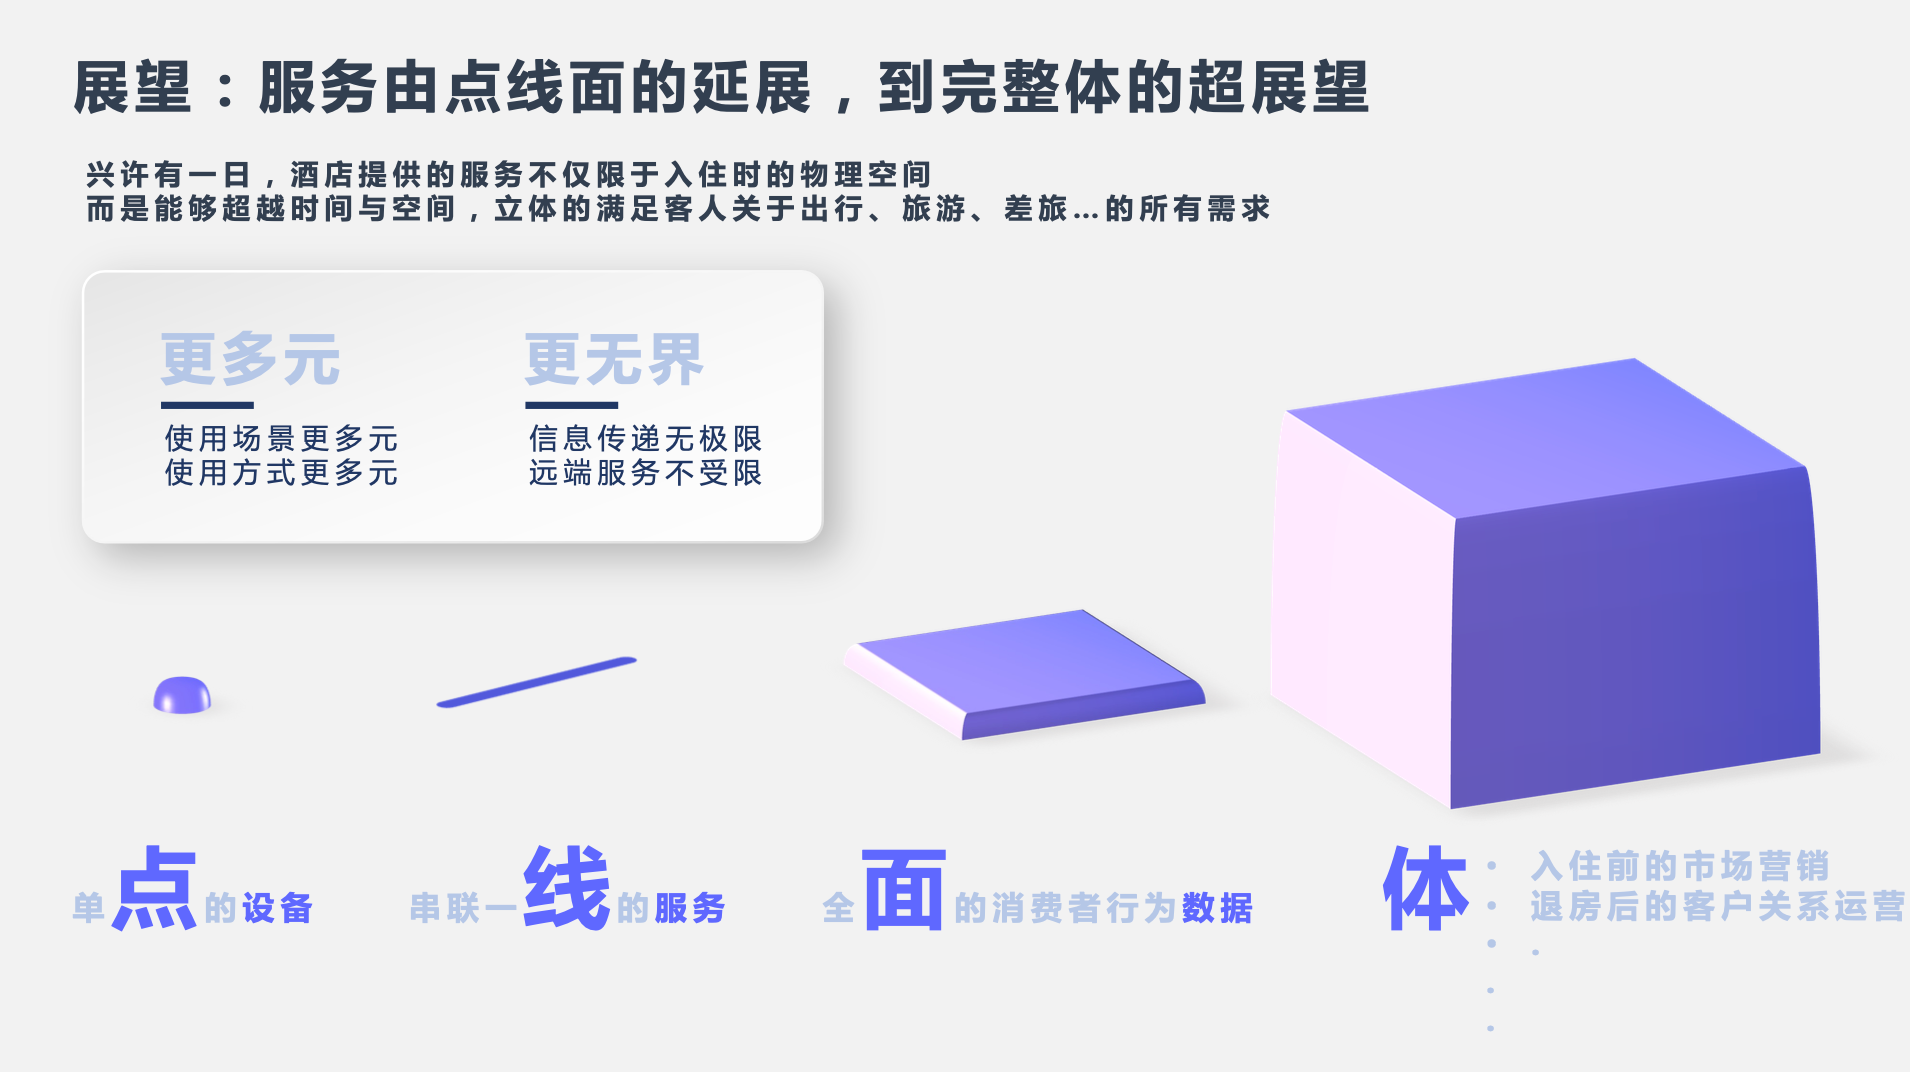 展望：服务由点线面的延展，到完整体的超展望
兴许有一日，酒店提供的服务不仅限于入住时的物理空间
而是能够超越时间与空间，立体的满足客人关于出行、旅游、差旅…的所有需求
更多元
使用场景更多元
使用方式更多元
更无界
信息传递无极限
远端服务不受限
单点的设备
串联一线的服务
全面的消费者行为数据
体
• 入住前的市场营销
• 退房后的客户关系运营
• .
•
•